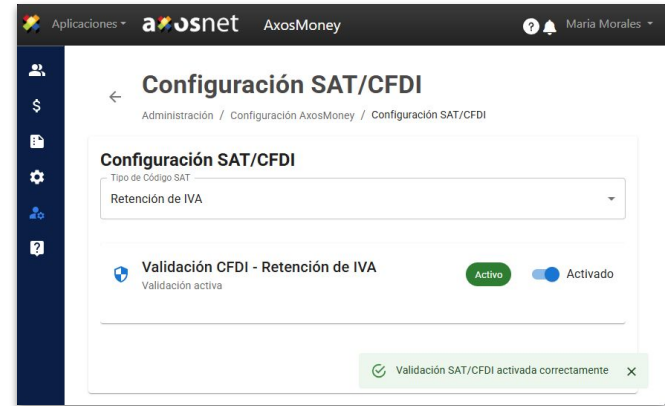 Aplicaciones
axosnet
AxosMoney
Maria Morales
Configuración SAT/CFDI
Administración / Configuración AxosMoney / Configuración SAT/CFDI
Configuración SAT/CFDI
Tipo de Código SAT
Retención de IVA
Validación CFDI - Retención de IVA
Validación activa
Activo
Activado
Validación SAT/CFDI activada correctamente